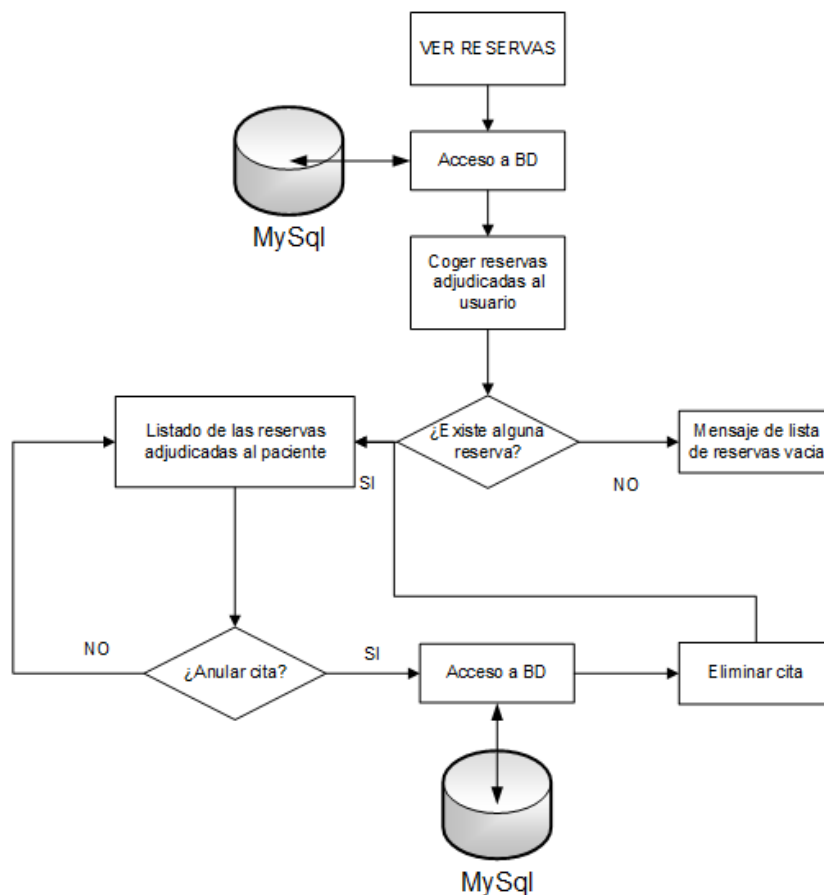 VER RESERVAS
Acceso a BD
MySql
Coger reservas
adjudicadas al
usuario
Listado de las reservas
adjudicadas al paciente
¿Existe alguna
reserva?
Mensaje de lista
de reservas vacia
SI
NO
NO
¿Anular cita?
SI
Acceso a BD
Eliminar cita
MySql